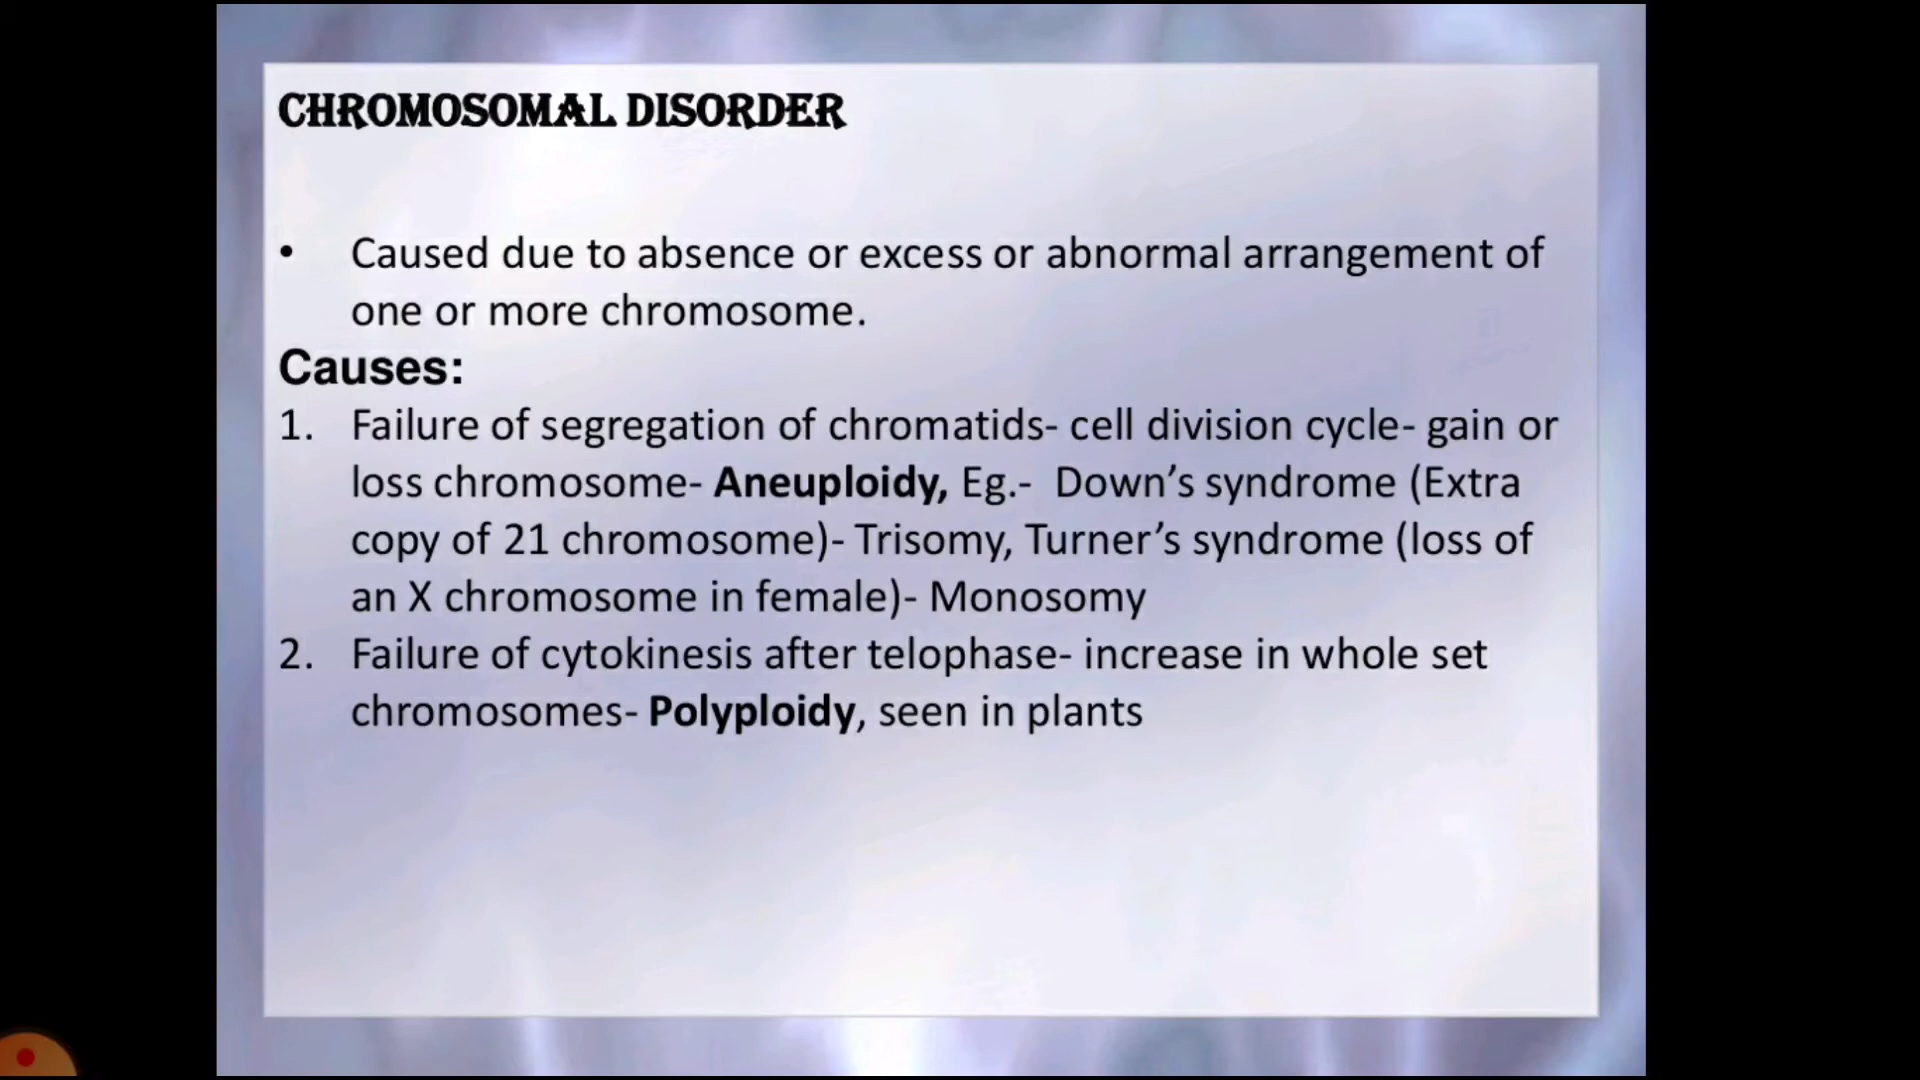 CHROMOSOMAL DISORDER
• Caused due to absence or excess or abnormal arrangement of
one or more chromosome.
Causes:
1. Failure of segregation of chromatids- cell division cycle- gain or
loss chromosome- Aneuploidy, Eg.- Down’s syndrome (Extra
copy of 21 chromosome)- Trisomy, Turner’s syndrome (loss of
an X chromosome in female)- Monosomy
2. Failure of cytokinesis after telophase- increase in whole set
chromosomes- Polyploidy, seen in plants